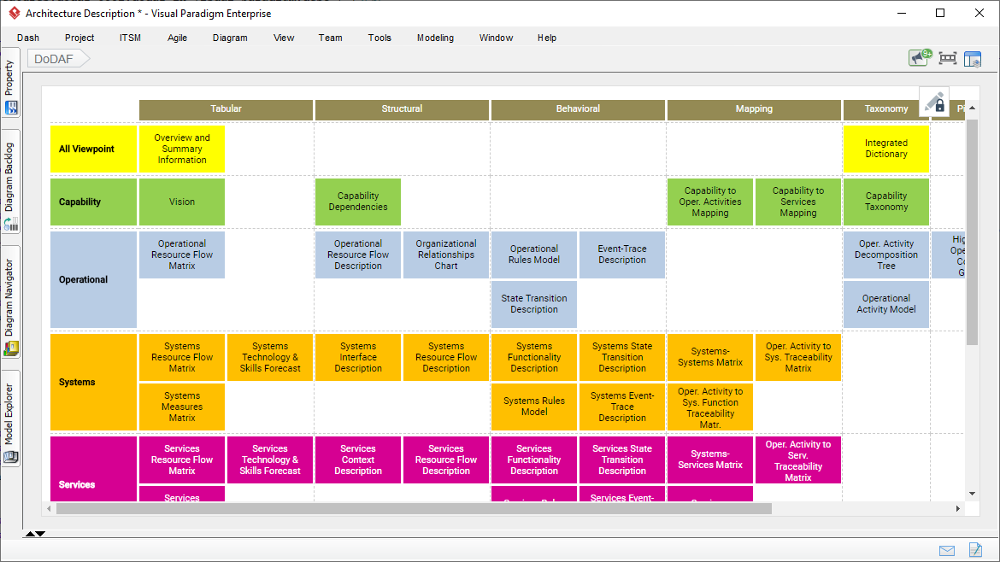 Architecture Description * - Visual Paradigm Enterprise
Dash Project ITSM Agile Diagram View Team Tools Modeling Window Help
DoDAF
9+
Property
Diagram Backlog
Diagram Navigator
Model Explorer
Tabular Structural Behavioral Mapping Taxonomy
All Viewpoint
Overview and
Summary
Information
Integrated
Dictionary
Capability
Vision
Capability
Dependencies
Capability to
Oper. Activities
Mapping
Capability to
Services
Mapping
Capability
Taxonomy
Operational
Operational
Resource Flow
Matrix
Operational
Resource Flow
Description
Organizational
Relationships
Chart
Operational
Rules Model
Event-Trace
Description
Oper. Activity
Decomposition
Tree
State Transition
Description
Operational
Activity Model
Systems
Systems
Resource Flow
Matrix
Systems
Technology &
Skills Forecast
Systems
Interface
Description
Systems
Resource Flow
Description
Systems
Functionality
Description
Systems State
Transition
Description
Systems-
Systems Matrix
Oper. Activity to
Sys. Traceability
Matrix
Systems
Measures
Matrix
Systems Rules
Model
Systems Event-
Trace
Description
Oper. Activity to
Sys. Function
Traceability
Matr.
Services
Services
Resource Flow
Matrix
Services
Technology &
Skills Forecast
Services
Context
Description
Services
Resource Flow
Description
Services
Functionality
Description
Services State
Transition
Description
Systems-
Services Matrix
Oper. Activity to
Serv.
Traceability
Matrix
Services
Services Event-